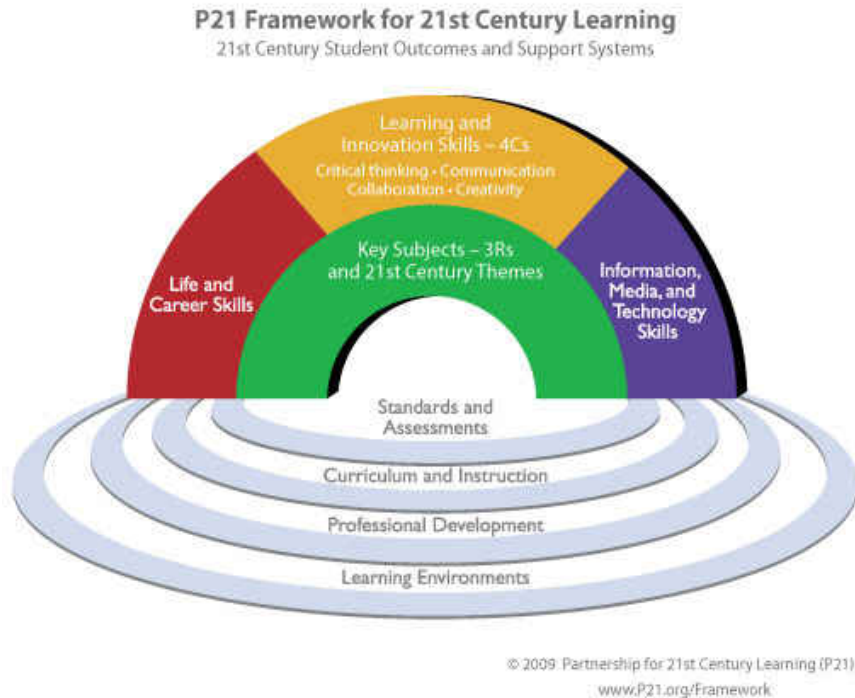 P21 Framework for 21st Century Learning
21st Century Student Outcomes and Support Systems
Learning and
Innovation Skills – 4Cs
Critical thinking • Communication
Collaboration • Creativity
Key Subjects – 3Rs
and 21st Century Themes
Life and
Career Skills
Information,
Media, and
Technology
Skills
Standards and
Assessments
Curriculum and Instruction
Professional Development
Learning Environments
© 2009 Partnership for 21st Century Learning (P21)
www.P21.org/Framework